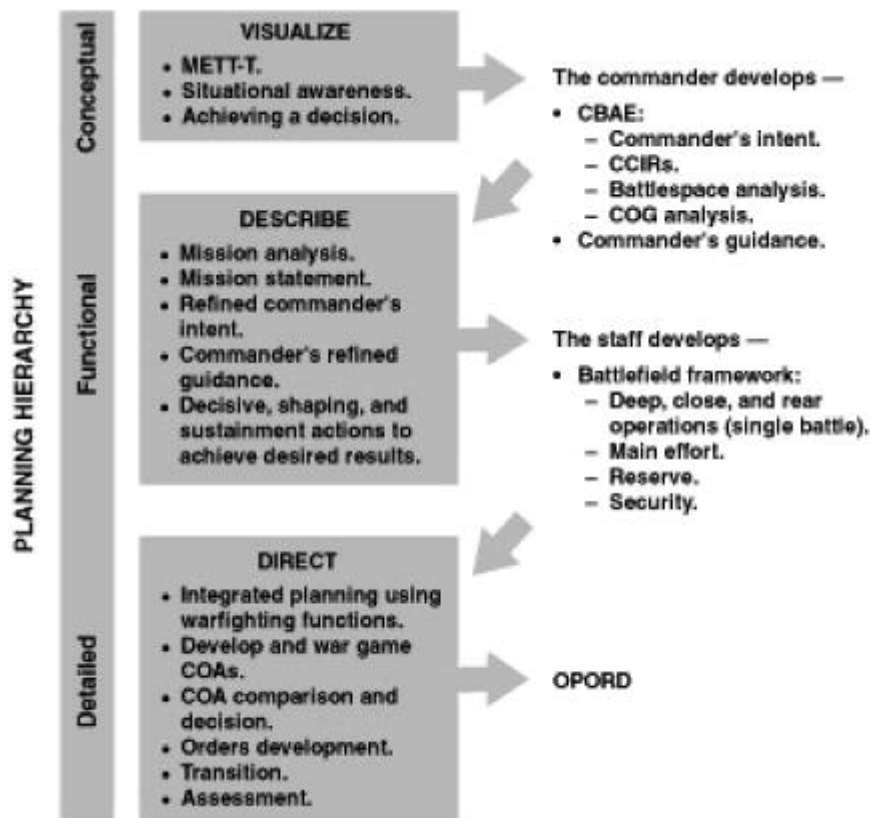 PLANNING HIERARCHY
Conceptual
VISUALIZE
• METT-T.
• Situational awareness.
• Achieving a decision.
The commander develops —
• CBAE:
– Commander's intent.
– CCIRs.
– Battlespace analysis.
– COG analysis.
• Commander's guidance.
Functional
DESCRIBE
• Mission analysis.
• Mission statement.
• Refined commander's
intent.
• Commander's refined
guidance.
• Decisive, shaping, and
sustainment actions to
achieve desired results.
The staff develops —
• Battlefield framework:
– Deep, close, and rear
operations (single battle).
– Main effort.
– Reserve.
– Security.
Detailed
DIRECT
• Integrated planning using
warfighting functions.
• Develop and war game
COAs.
• COA comparison and
decision.
• Orders development.
• Transition.
• Assessment.
OPORD